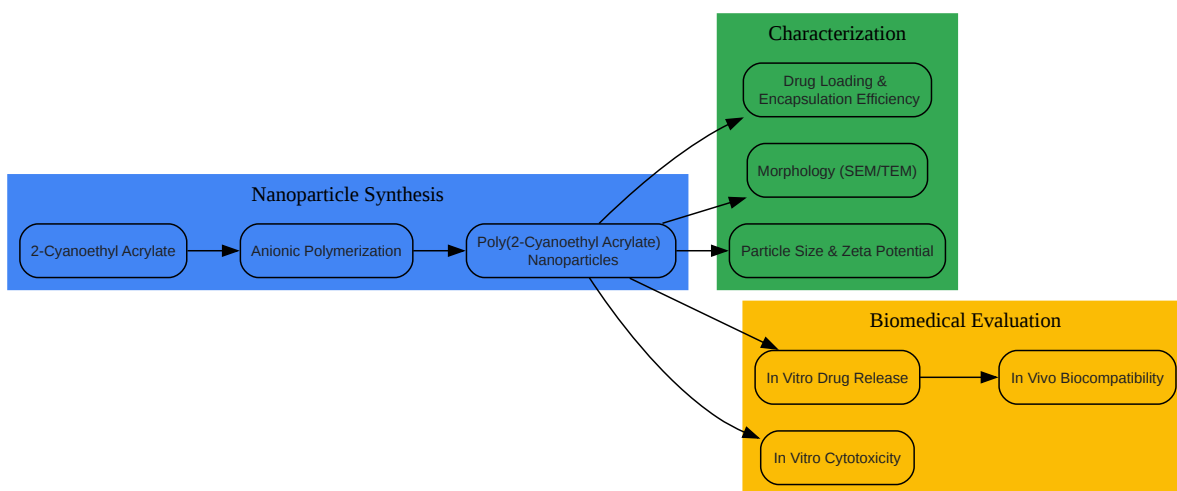 Nanoparticle Synthesis
2-Cyanoethyl Acrylate
Anionic Polymerization
Poly(2-Cyanoethyl Acrylate)
Nanoparticles
Characterization
Drug Loading &
Encapsulation Efficiency
Morphology (SEM/TEM)
Particle Size & Zeta Potential
Biomedical Evaluation
In Vitro Drug Release
In Vivo Biocompatibility
In Vitro Cytotoxicity